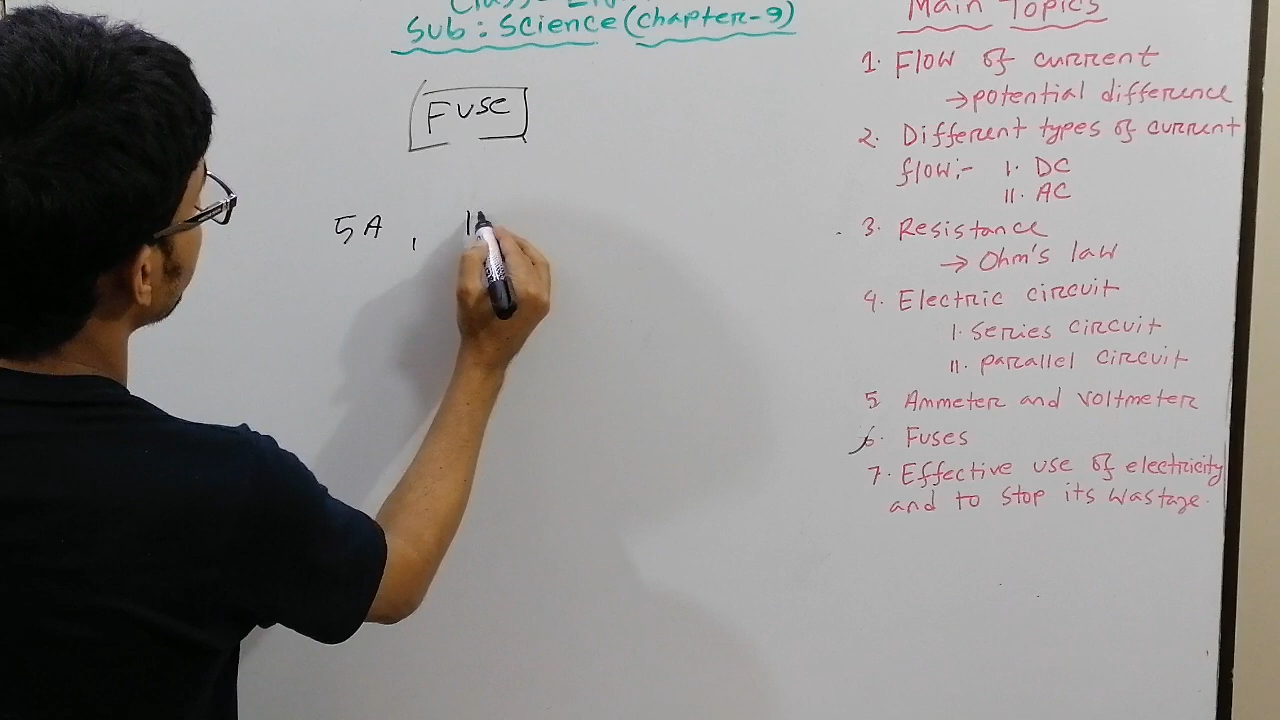 Sub : Science (chapter-9)
Fuse
5A , 1
Main Topics
1. Flow of current
→ potential difference
2. Different types of current
flow:- I. DC
II. AC
3. Resistance
→ Ohm's law
4. Electric circuit
I. series circuit
II. parallel circuit
5 Ammeter and voltmeter
6. Fuses
7. Effective use of electricity
and to stop its wastage.